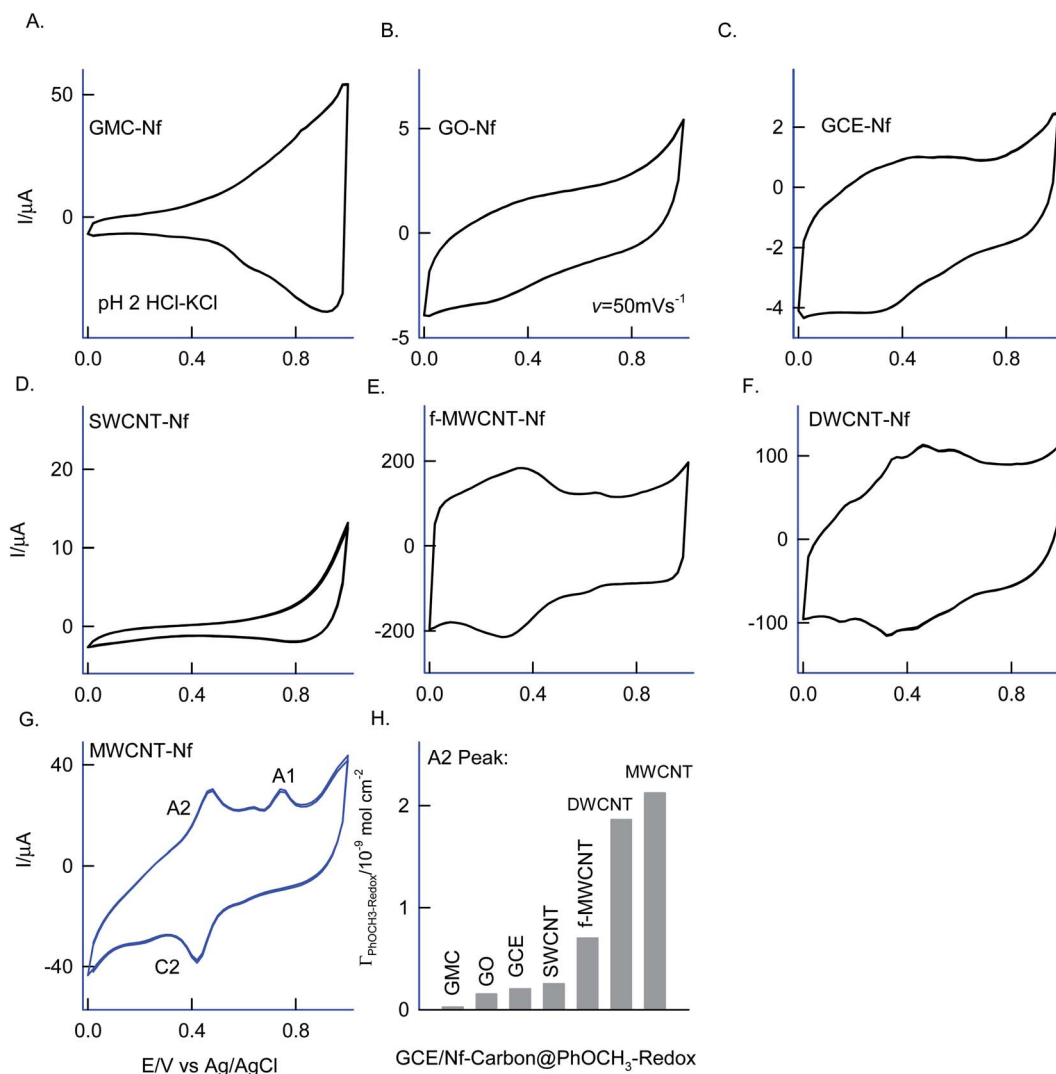 A.
B.
C.
50
0
I/μA
GMC-Nf
pH 2 HCl-KCl
0.0 0.4 0.8
5
0
-5
GO-Nf
v=50mVs⁻¹
0.0 0.4 0.8
2
0
-2
-4
GCE-Nf
0.0 0.4 0.8
D.
E.
F.
20
10
0
I/μA
SWCNT-Nf
0.0 0.4 0.8
200
0
-200
f-MWCNT-Nf
0.0 0.4 0.8
100
0
-100
DWCNT-Nf
0.0 0.4 0.8
G.
H.
40
0
-40
I/μA
MWCNT-Nf
A2
A1
C2
0.0 0.4 0.8
E/V vs Ag/AgCl
Γ_PhOCH3-Redox/10⁻⁹ mol cm⁻²
2
1
0
A2 Peak:
GMC
GO
GCE
SWCNT
f-MWCNT
DWCNT
MWCNT
GCE/Nf-Carbon@PhOCH₃-Redox